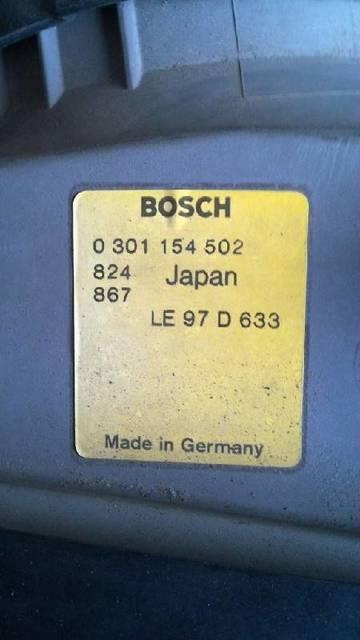 BOSCH
0 301 154 502
824 Japan
867
LE 97 D 633
Made in Germany